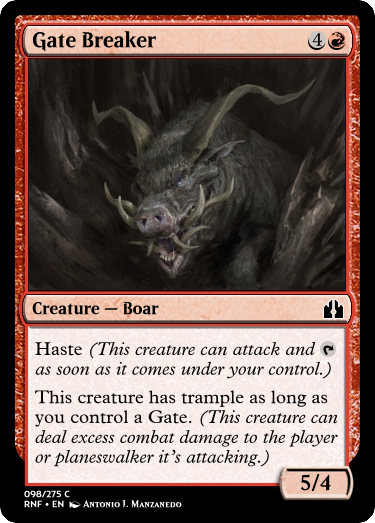 Gate Breaker 4
Creature — Boar
Haste (This creature can attack and
as soon as it comes under your control.)
This creature has trample as long as
you control a Gate. (This creature can
deal excess combat damage to the player
or planeswalker it's attacking.)
5/4
098/275 C
RNF • EN Antonio J. Manzanedo